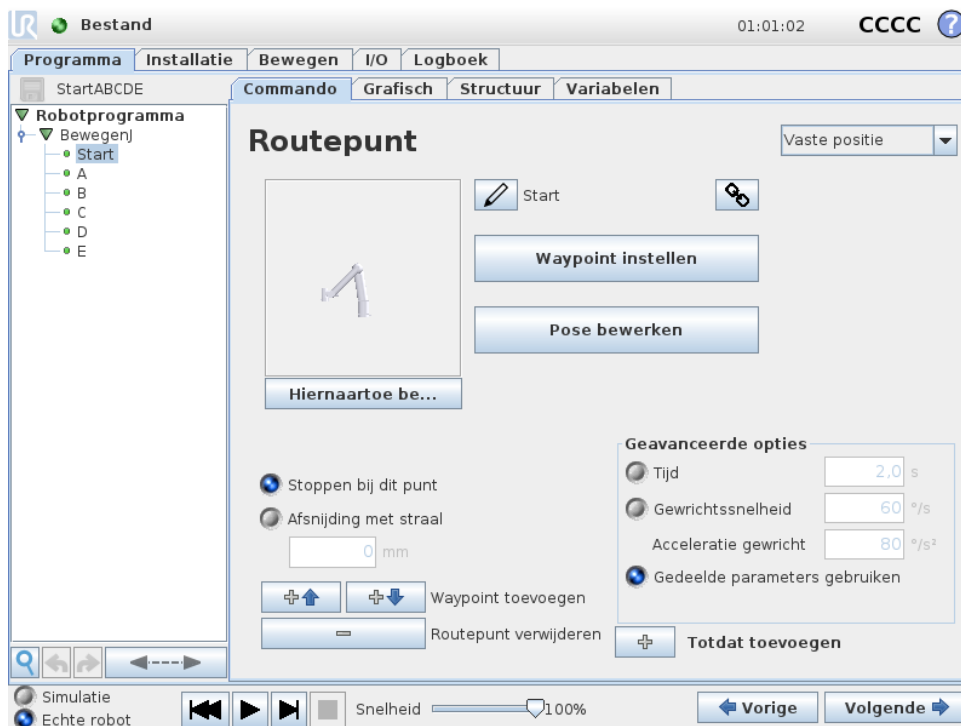 UR Bestand 01:01:02 CCCC ?
Programma Installatie Bewegen I/O Logboek
StartABCDE Commando Grafisch Structuur Variabelen
Robotprogramma
BewegenJ
Start
A
B
C
D
E
Routepunt
Vaste positie
Start
Waypoint instellen
Pose bewerken
Hiernaartoe be...
Stoppen bij dit punt
Afsnijding met straal
0 mm
Waypoint toevoegen
Routepunt verwijderen
Geavanceerde opties
Tijd 2,0 s
Gewrichtssnelheid 60 °/s
Acceleratie gewricht 80 °/s²
Gedeelde parameters gebruiken
Totdat toevoegen
Simulatie
Echte robot
Snelheid 100%
Vorige Volgende